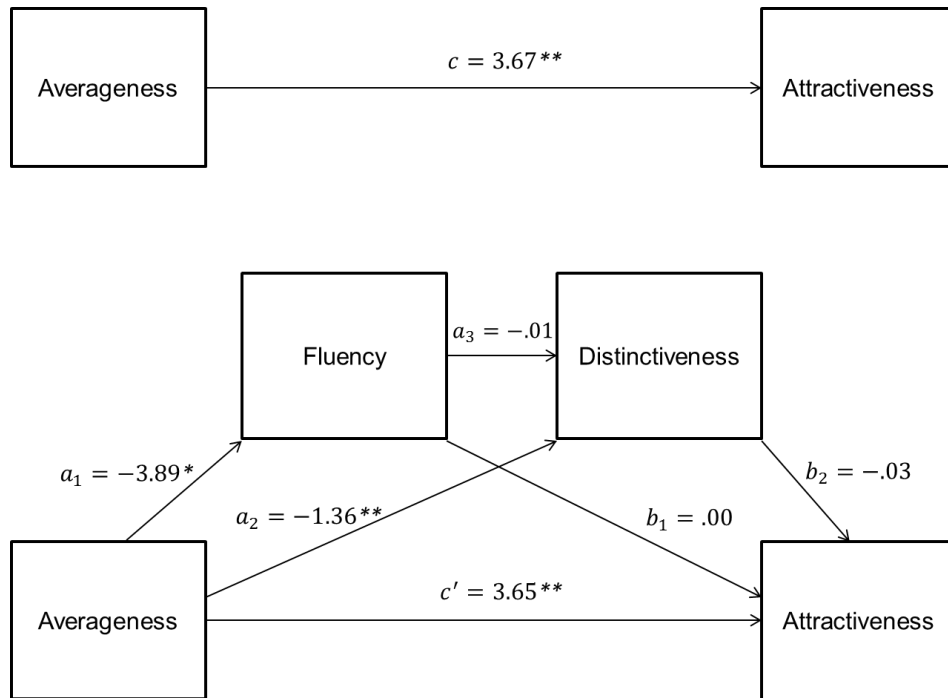 c = 3.67**
Averageness
Attractiveness
a₃ = −.01
Fluency
Distinctiveness
a₁ = −3.89*
b₂ = −.03
a₂ = −1.36**
b₁ = .00
c′ = 3.65**
Averageness
Attractiveness